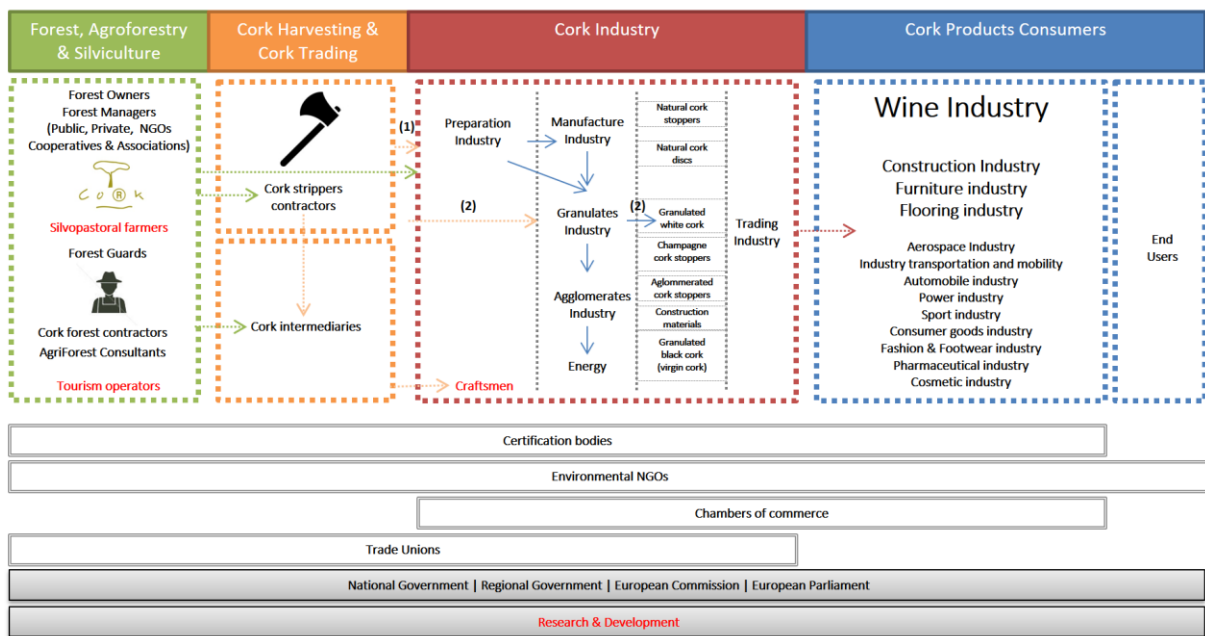 Forest, Agroforestry
& Silviculture
Cork Harvesting &
Cork Trading
Cork Industry
Cork Products Consumers
Forest Owners
Forest Managers
(Public, Private, NGOs
Cooperatives & Associations)
CORK
Silvopastoral farmers
Forest Guards
Cork forest contractors
AgriForest Consultants
Tourism operators
Cork strippers
contractors
Cork intermediaries
(1)
(2)
Preparation
Industry
Craftsmen
Manufacture
Industry
Granulates
Industry
(2)
Agglomerates
Industry
Energy
Natural cork
stoppers
Natural cork
discs
Granulated
white cork
Champagne
cork stoppers
Aglommerated
cork stoppers
Construction
materials
Granulated
black cork
(virgin cork)
Trading
Industry
Wine Industry
Construction Industry
Furniture industry
Flooring industry
Aerospace Industry
Industry transportation and mobility
Automobile industry
Power industry
Sport industry
Consumer goods industry
Fashion & Footwear industry
Pharmaceutical industry
Cosmetic industry
End
Users
Certification bodies
Environmental NGOs
Chambers of commerce
Trade Unions
National Government | Regional Government | European Commission | European Parliament
Research & Development